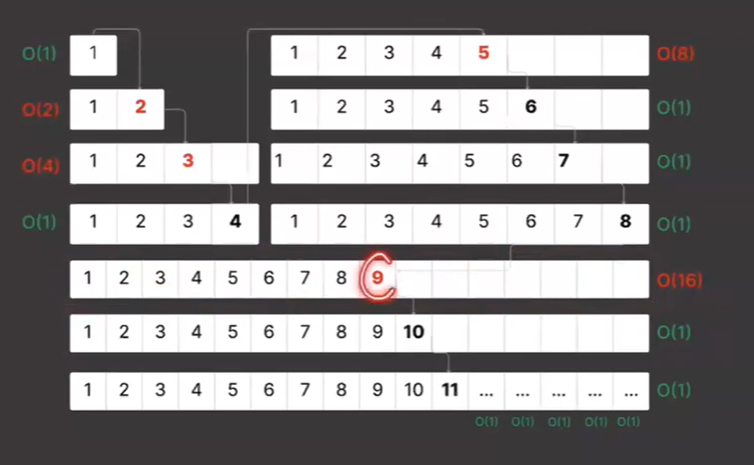 O(1) 1
O(2) 1 2
O(4) 1 2 3
O(1) 1 2 3 4
1 2 3 4 5 O(8)
1 2 3 4 5 6 O(1)
1 2 3 4 5 6 7 O(1)
1 2 3 4 5 6 7 8 O(1)
1 2 3 4 5 6 7 8 9 O(16)
1 2 3 4 5 6 7 8 9 10 O(1)
1 2 3 4 5 6 7 8 9 10 11 ... ... ... ... ... O(1)
O(1) O(1) O(1) O(1) O(1)